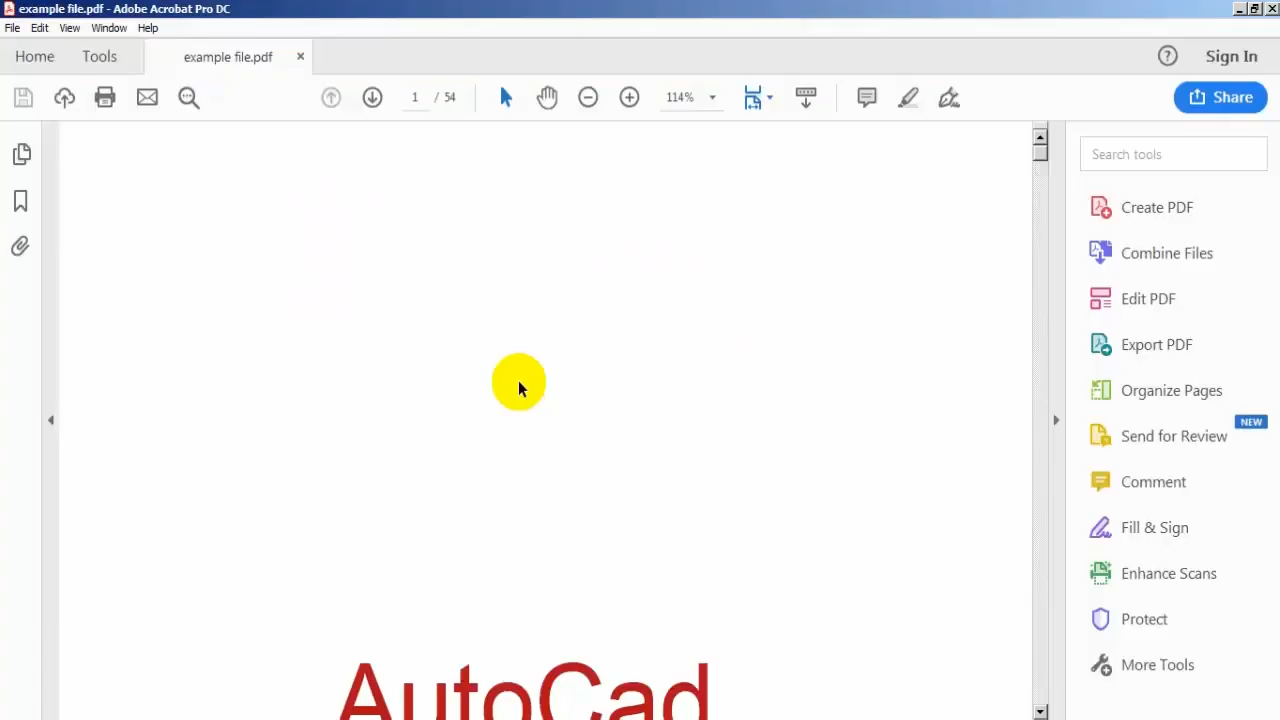 example file.pdf - Adobe Acrobat Pro DC
File Edit View Window Help
Home Tools example file.pdf × ? Sign In
1 / 54 114% Share
Search tools
Create PDF
Combine Files
Edit PDF
Export PDF
Organize Pages
NEW
Send for Review
Comment
Fill & Sign
Enhance Scans
Protect
More Tools
AutoCad